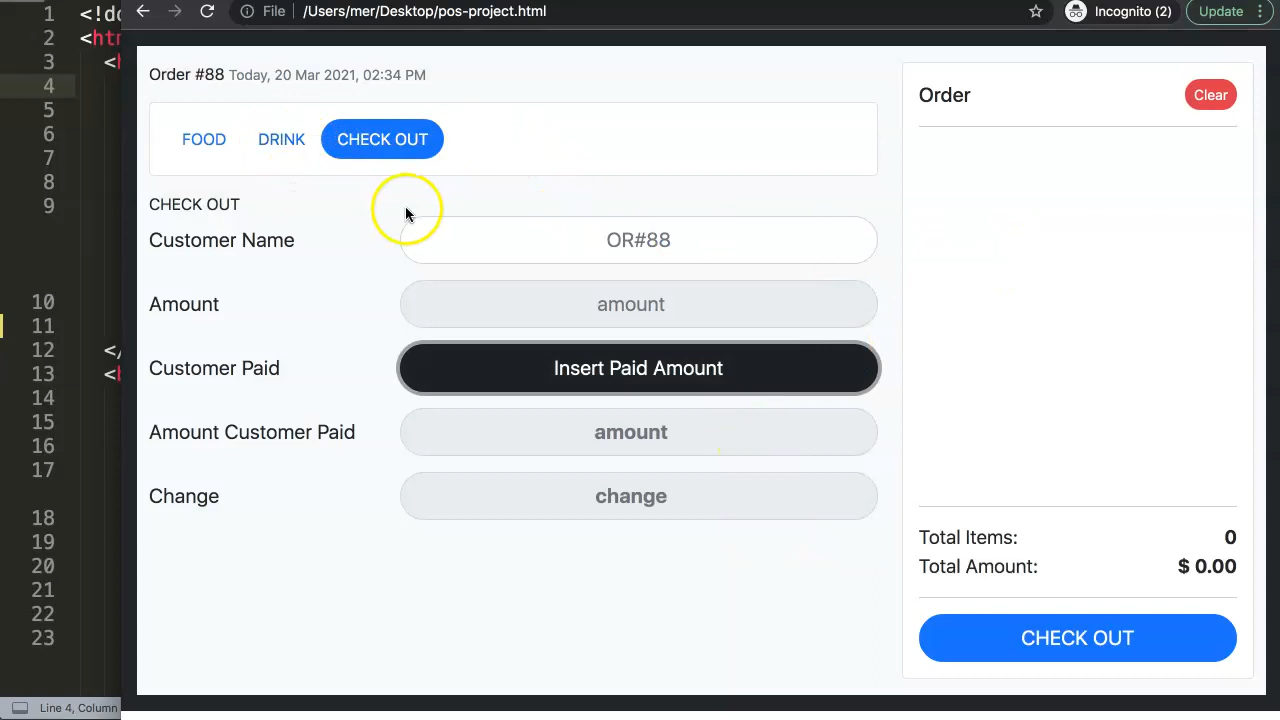 File /Users/mer/Desktop/pos-project.html Incognito (2) Update
1 <!do
2 <htm
3 <h
4
5
6
7
8
9
10
11
12 </
13 <b
14
15
16
17
18
19
20
21
22
23
Line 4, Column
Order #88 Today, 20 Mar 2021, 02:34 PM
FOOD DRINK CHECK OUT
CHECK OUT
Customer Name OR#88
Amount amount
Customer Paid Insert Paid Amount
Amount Customer Paid amount
Change change
Order Clear
Total Items: 0
Total Amount: $ 0.00
CHECK OUT